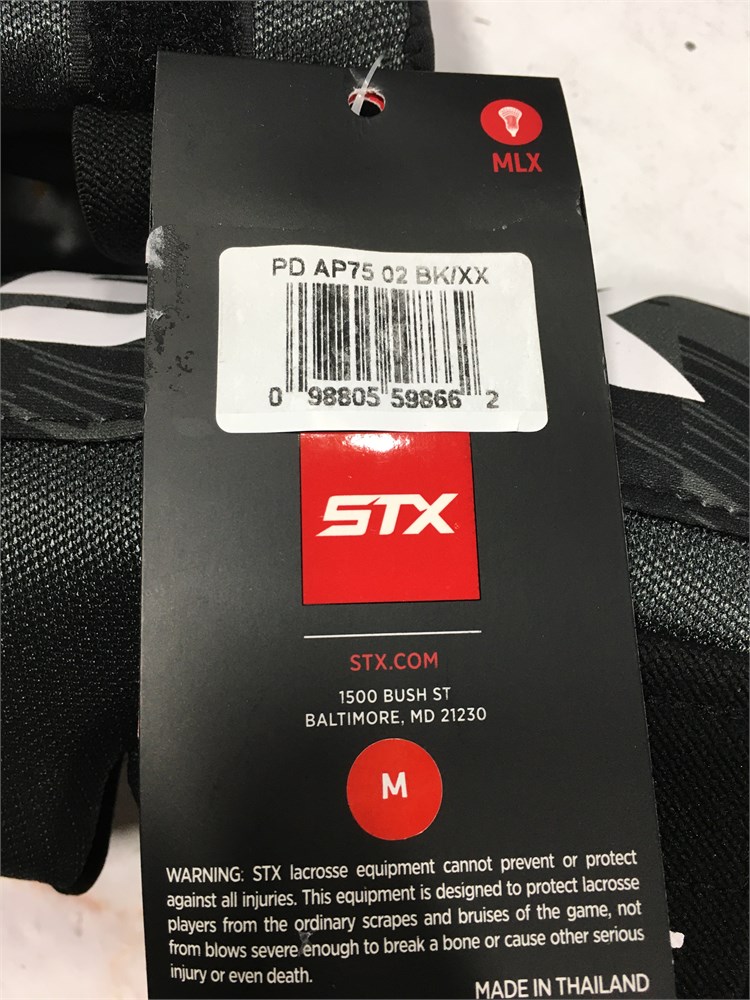 MLX
PD AP75 02 BK/XX
0 98805 59866 2
STX
STX.COM
1500 BUSH ST
BALTIMORE, MD 21230
M
WARNING: STX lacrosse equipment cannot prevent or protect
against all injuries. This equipment is designed to protect lacrosse
players from the ordinary scrapes and bruises of the game, not
from blows severe enough to break a bone or cause other serious
injury or even death.
MADE IN THAILAND